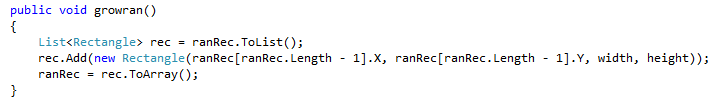 public void growran()
{
    List<Rectangle> rec = ranRec.ToList();
    rec.Add(new Rectangle(ranRec[ranRec.Length - 1].X, ranRec[ranRec.Length - 1].Y, width, height));
    ranRec = rec.ToArray();
}